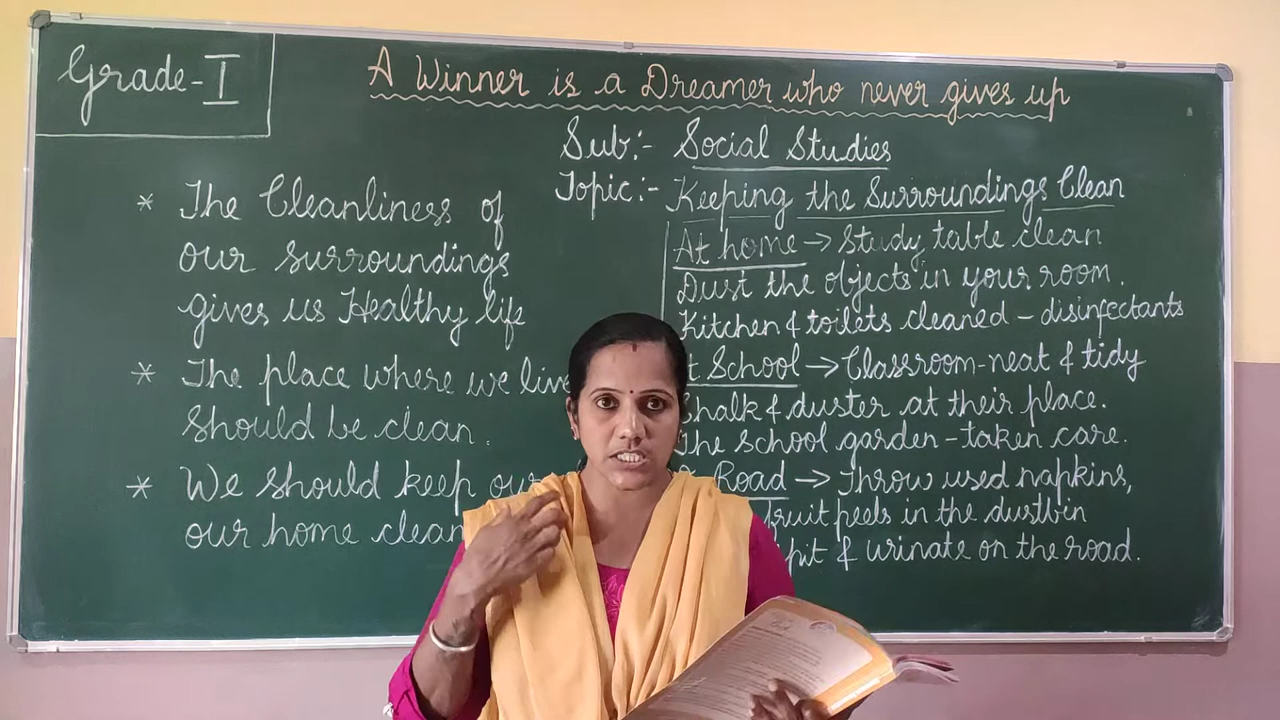 Grade-I
A Winner is a Dreamer who never gives up
Sub:- Social Studies
Topic:- Keeping the Surroundings Clean
* The Cleanliness of
our surroundings
gives us Healthy life
* The place where we live
Should be clean.
* We should keep our
our home clean
At home → Study table clean
Dust the objects in your room.
Kitchen & toilets cleaned - disinfectants
School → Classroom-neat & tidy
Chalk & duster at their place.
The school garden - taken care.
Road → Throw used napkins,
fruit peels in the dustbin
& urinate on the road.